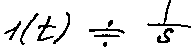 1(t) ÷ 1/s